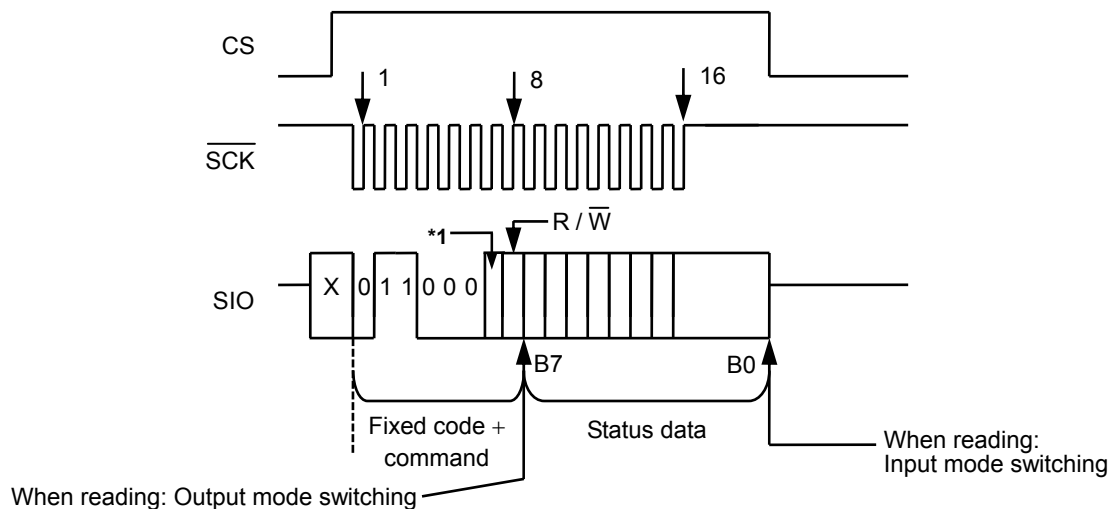 CS
1 8 16
SCK
*1 R / W
X 0 1 1 0 0 0
SIO
B7 B0
Fixed code + command
Status data
When reading:
Input mode switching
When reading: Output mode switching